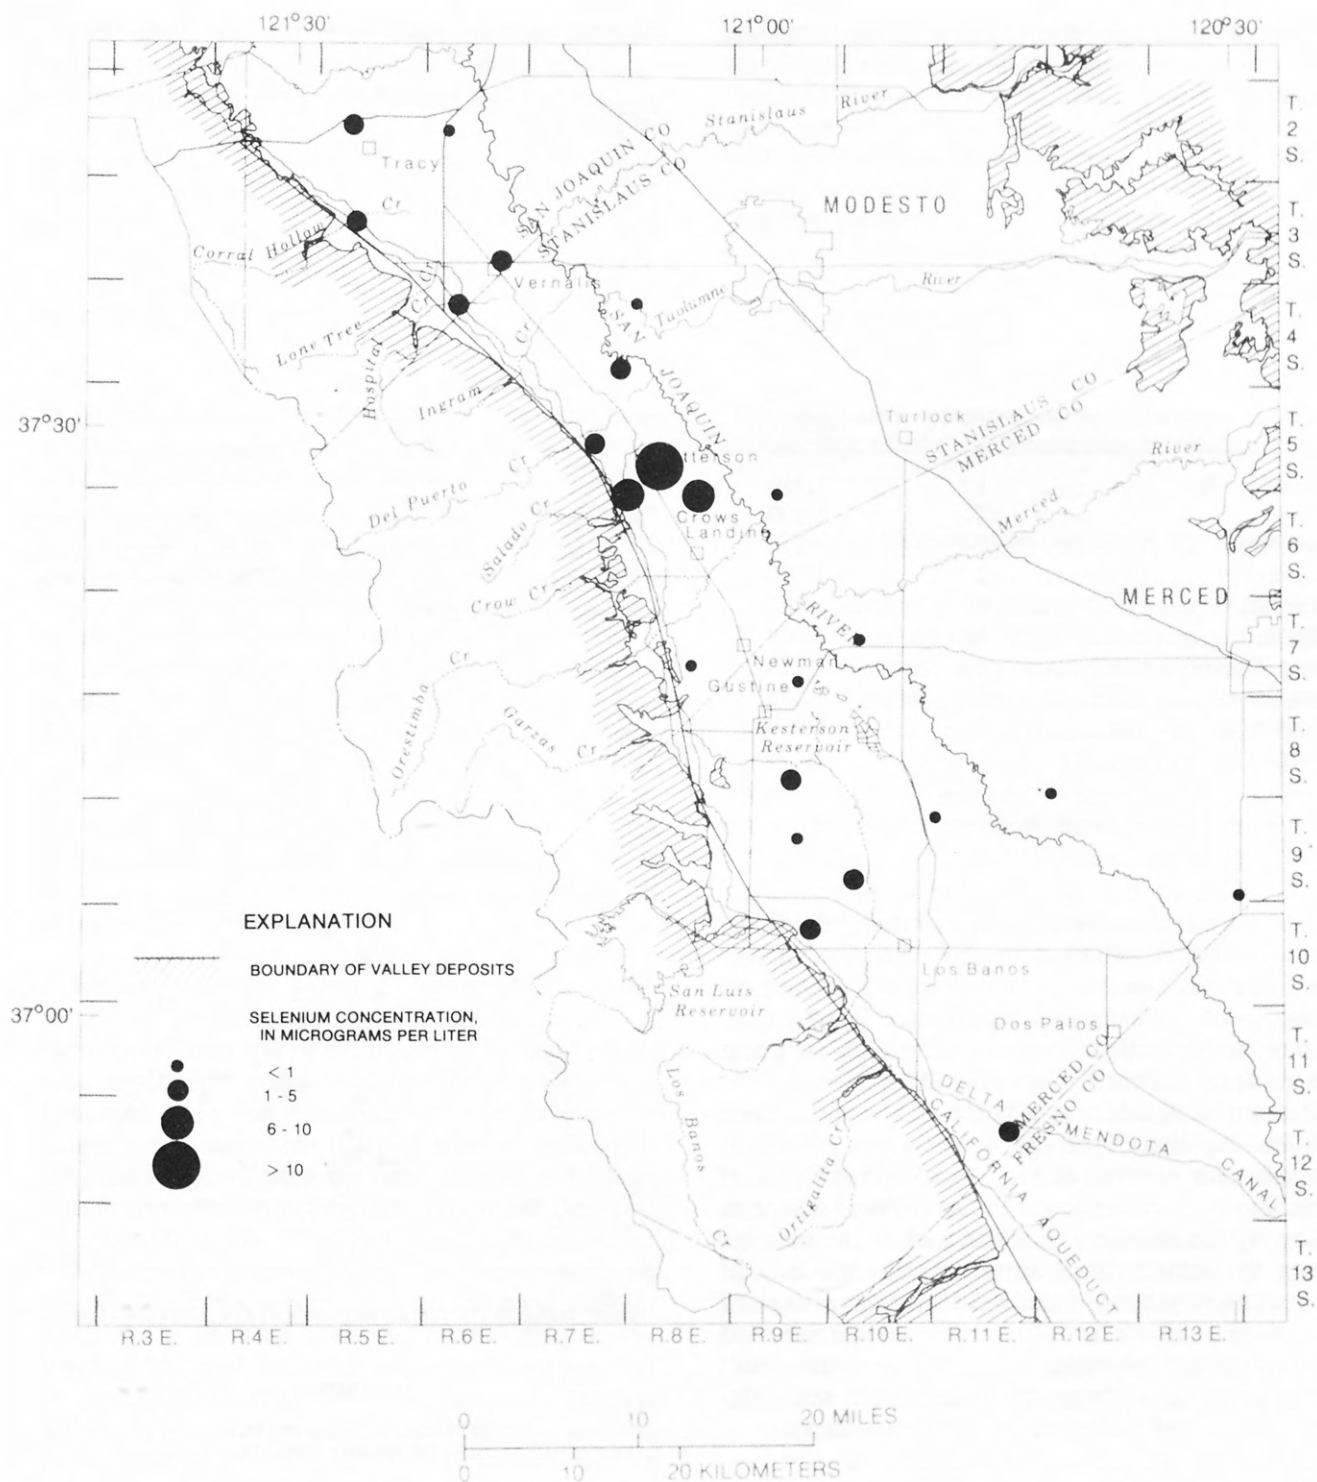 121°30' 121°00' 120°30'
T.
2
S.
T.
3
S.
T.
4
S.
T.
5
S.
T.
6
S.
T.
7
S.
T.
8
S.
T.
9
S.
T.
10
S.
T.
11
S.
T.
12
S.
T.
13
S.
Stanislaus River
Tracy
SAN JOAQUIN CO
STANISLAUS CO
MODESTO
Corral Hollow Cr.
Vernalis
Tuolumne River
Lone Tree Cr.
Hospital Cr.
Ingram Cr.
SAN JOAQUIN RIVER
37°30'
Turlock
STANISLAUS CO
MERCED CO
Merced River
tterson
Del Puerto Cr
Crows
Landing
Salado Cr
Crow Cr
MERCED
Orestimba Cr
Newman
Gustine
Garzas Cr.
Kesterson
Reservoir
EXPLANATION
BOUNDARY OF VALLEY DEPOSITS
SELENIUM CONCENTRATION,
IN MICROGRAMS PER LITER
< 1
1 - 5
6 - 10
> 10
37°00'
San Luis
Reservoir
Los Banos
Dos Palos
Los Banos Cr
Ortigalita Cr
MERCED CO
FRESNO CO
DELTA MENDOTA CANAL
CALIFORNIA AQUEDUCT
R.3 E. R.4 E. R.5 E. R.6 E. R.7 E. R.8 E. R.9 E. R.10 E. R.11 E. R.12 E. R.13 E.
0 10 20 MILES
0 10 20 KILOMETERS